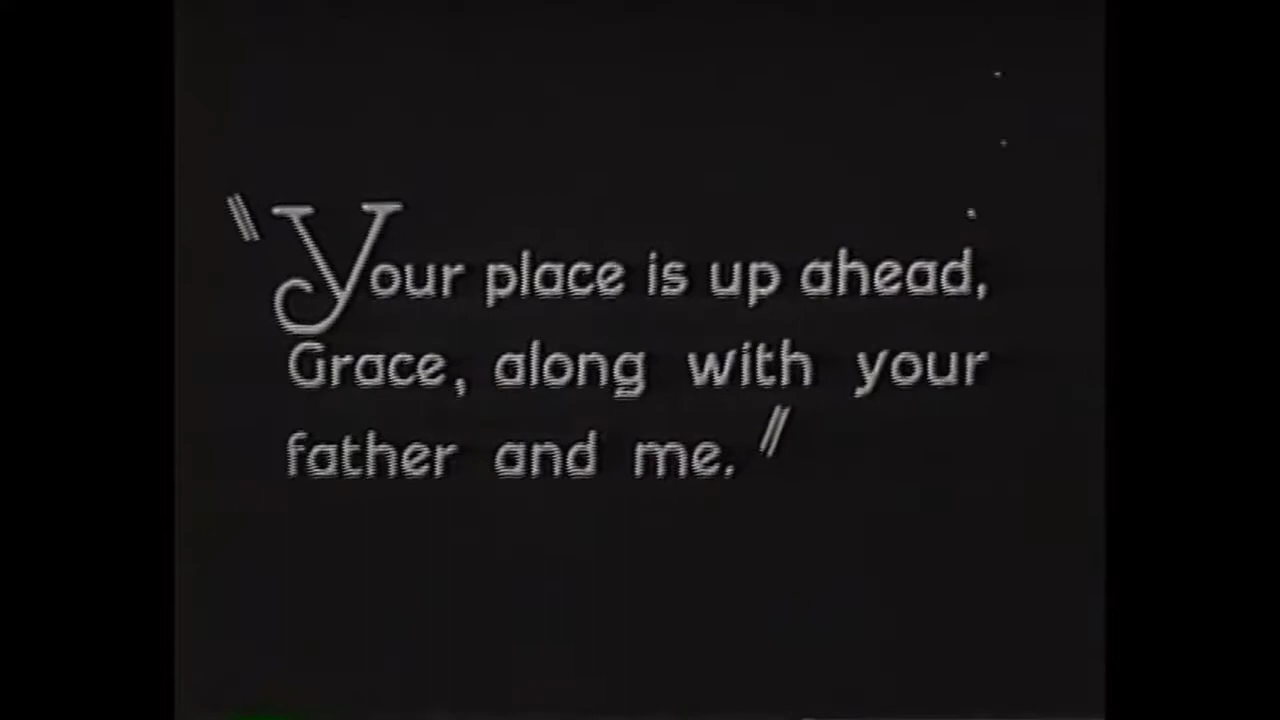 "Your place is up ahead,
Grace, along with your
father and me."